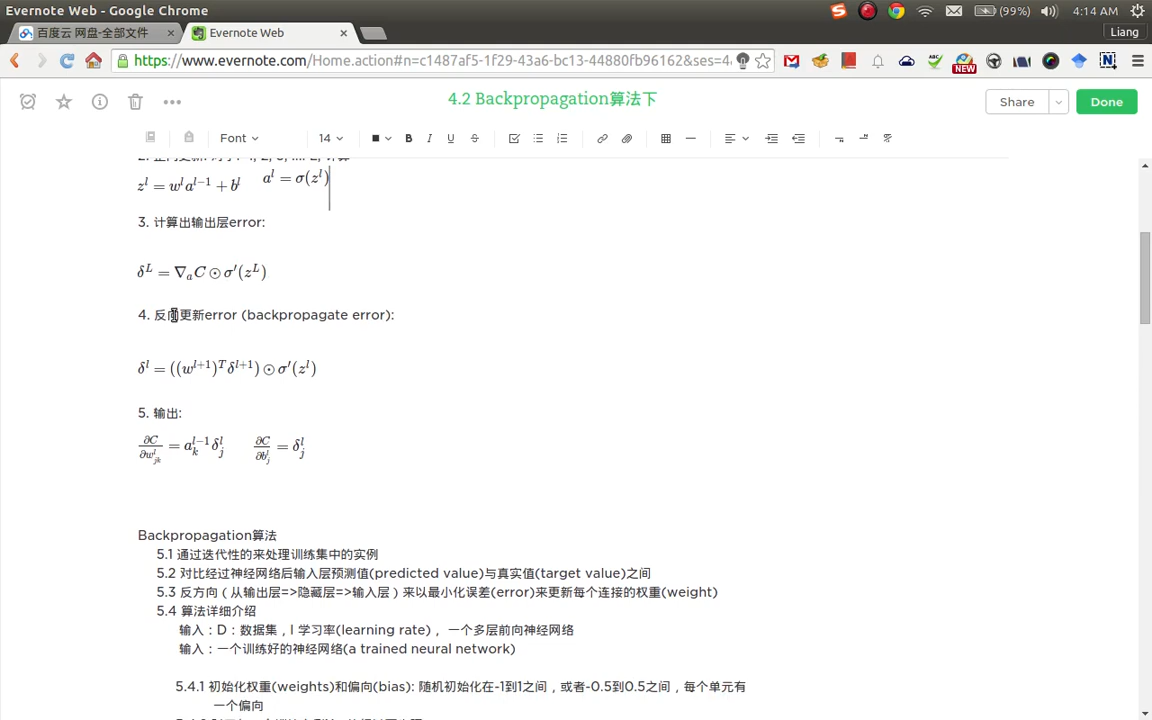 Evernote Web - Google Chrome
(99%)
4:14 AM
百度云 网盘-全部文件
Evernote Web
Liang
https://www.evernote.com/Home.action#n=c1487af5-1f29-43a6-bc13-44880fb96162&ses=4
NEW
4.2 Backpropagation算法下
Share
Done
Font
14
z^l = w^l a^{l-1} + b^l a^l = σ(z^l)
3. 计算出输出层error:
δ^L = ∇_a C ⊙ σ′(z^L)
4. 反向更新error (backpropagate error):
δ^l = ((w^{l+1})^T δ^{l+1}) ⊙ σ′(z^l)
5. 输出:
∂C/∂w^l_{jk} = a^{l-1}_k δ^l_j ∂C/∂b^l_j = δ^l_j
Backpropagation算法
5.1 通过迭代性的来处理训练集中的实例
5.2 对比经过神经网络后输入层预测值(predicted value)与真实值(target value)之间
5.3 反方向（从输出层=>隐藏层=>输入层）来以最小化误差(error)来更新每个连接的权重(weight)
5.4 算法详细介绍
输入：D：数据集，l 学习率(learning rate)， 一个多层前向神经网络
输入：一个训练好的神经网络(a trained neural network)
5.4.1 初始化权重(weights)和偏向(bias): 随机初始化在-1到1之间，或者-0.5到0.5之间，每个单元有
一个偏向